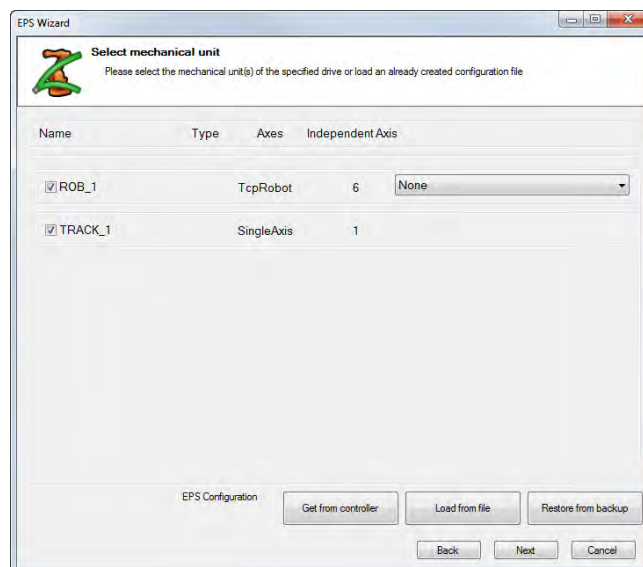 EPS Wizard
Select mechanical unit
Please select the mechanical unit(s) of the specified drive or load an already created configuration file
Name Type Axes Independent Axis
ROB_1 TcpRobot 6 None
TRACK_1 SingleAxis 1
EPS Configuration Get from controller Load from file Restore from backup
Back Next Cancel